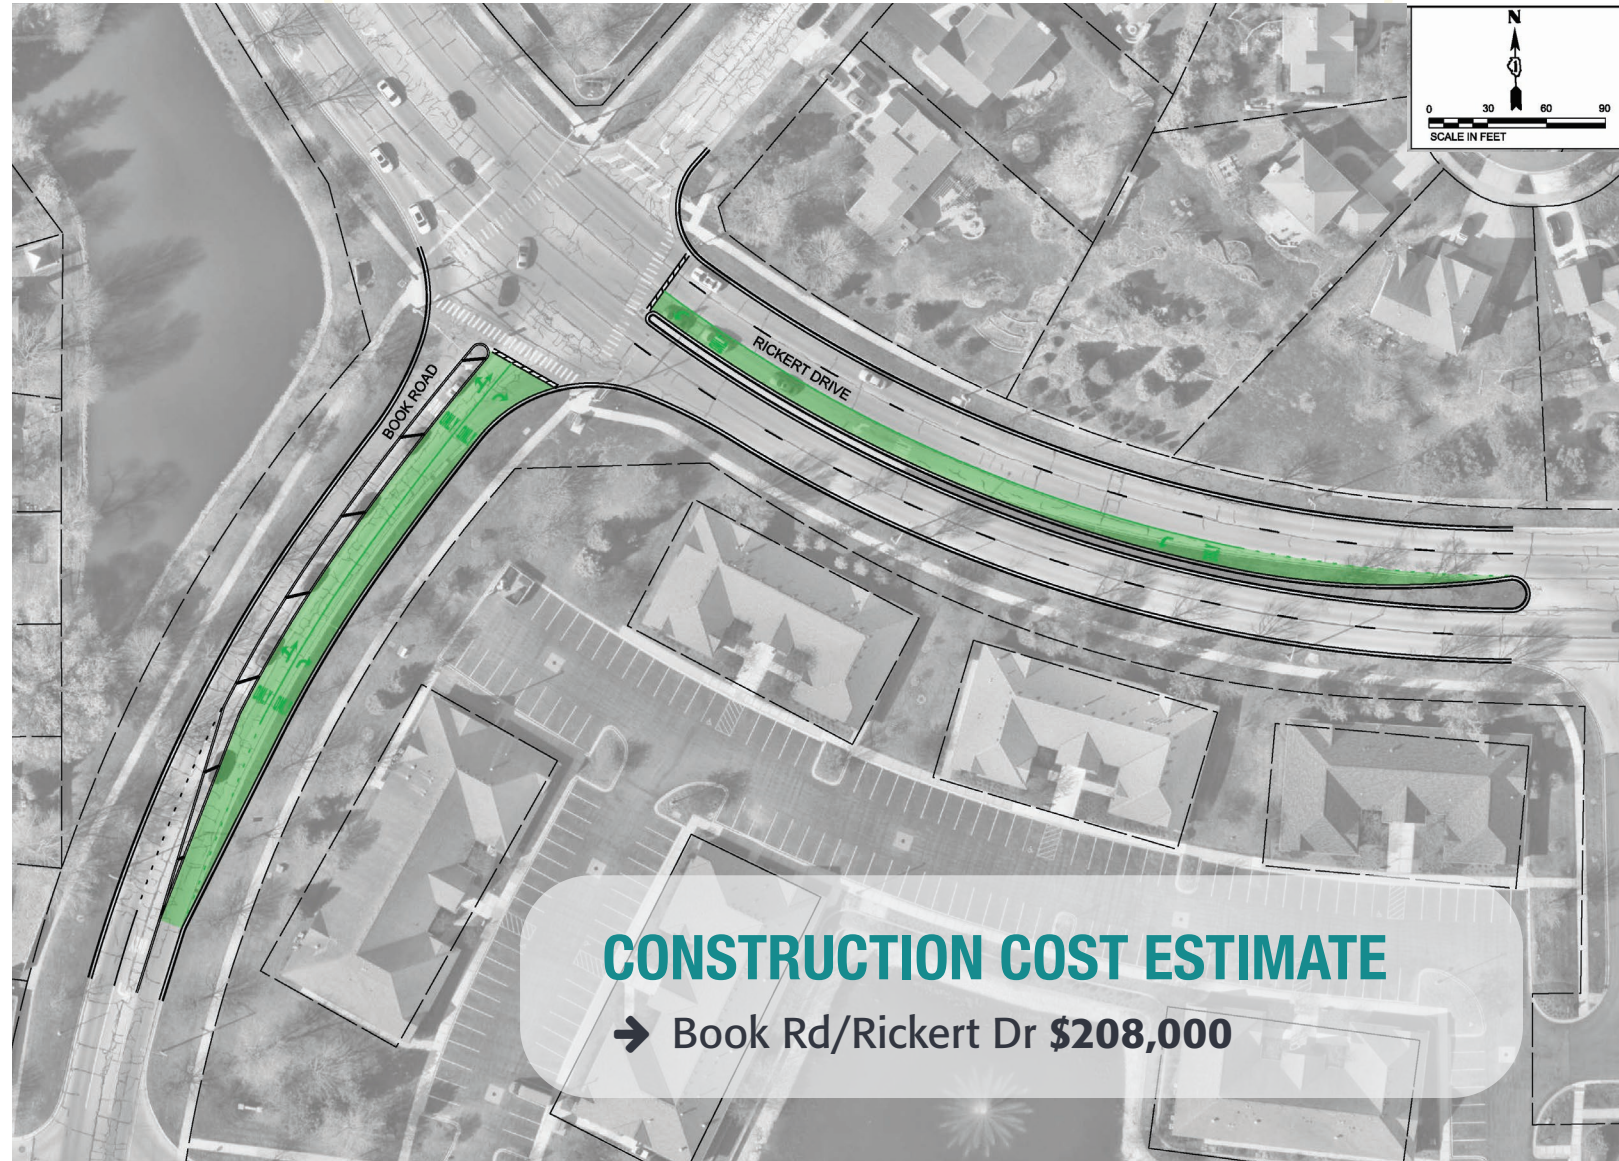 N
0 30 60 90
SCALE IN FEET
RICKERT DRIVE
BOOK ROAD
CONSTRUCTION COST ESTIMATE
→ Book Rd/Rickert Dr $208,000